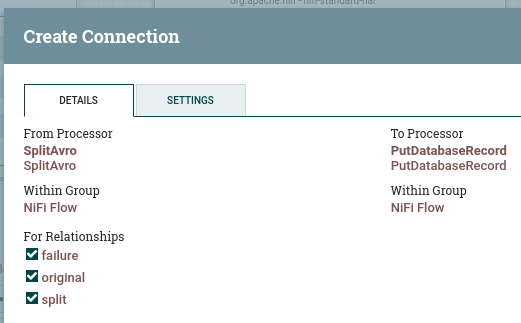 org.apache.nifi - nifi-standard-nar
Create Connection
DETAILS
SETTINGS
From Processor
SplitAvro
SplitAvro
Within Group
NiFi Flow
For Relationships
failure
original
split
To Processor
PutDatabaseRecord
PutDatabaseRecord
Within Group
NiFi Flow